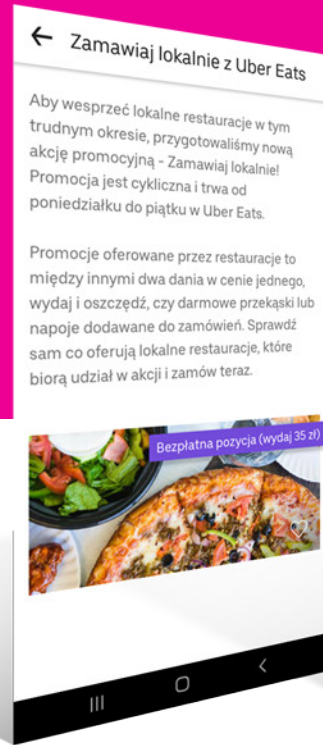 Zamawiaj lokalnie z Uber Eats
Aby wesprzeć lokalne restauracje w tym
trudnym okresie, przygotowaliśmy nową
akcję promocyjną - Zamawiaj lokalnie!
Promocja jest cykliczna i trwa od
poniedziałku do piątku w Uber Eats.
Promocje oferowane przez restauracje to
między innymi dwa dania w cenie jednego,
wydaj i oszczędź, czy darmowe przekąski lub
napoje dodawane do zamówień. Sprawdź
sam co oferują lokalne restauracje, które
biorą udział w akcji i zamów teraz.
Bezpłatna pozycja (wydaj 35 zł)